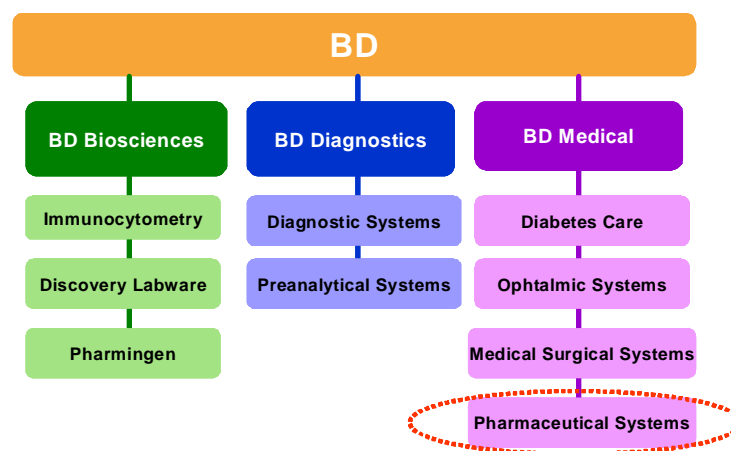 BD
BD Biosciences
BD Diagnostics
BD Medical
Immunocytometry
Diagnostic Systems
Diabetes Care
Discovery Labware
Preanalytical Systems
Ophtalmic Systems
Pharmingen
Medical Surgical Systems
Pharmaceutical Systems